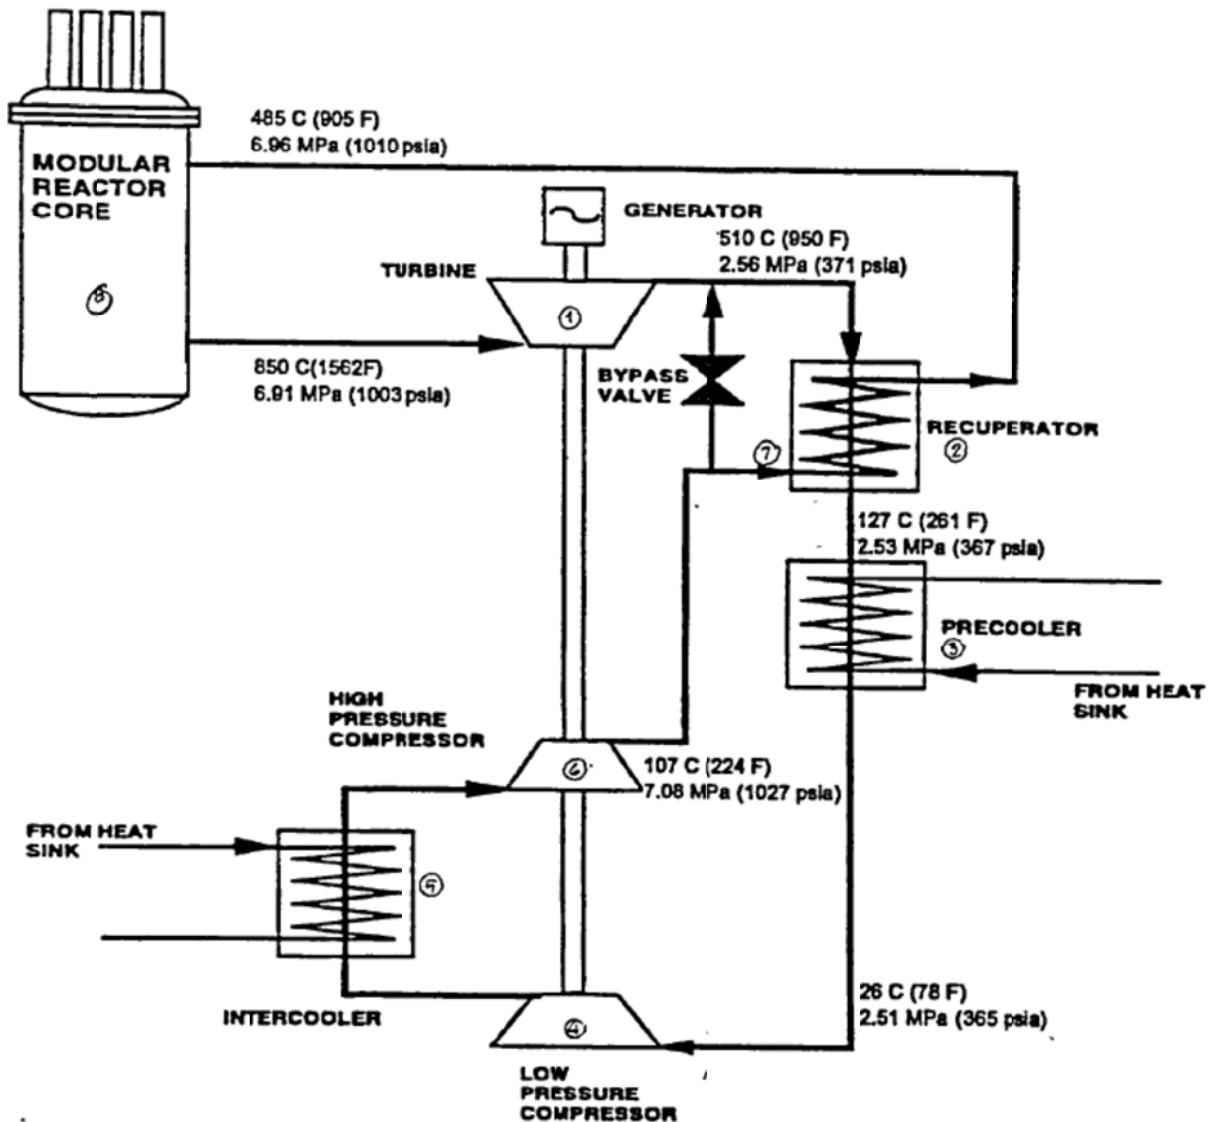 485 C (905 F)
6.96 MPa (1010 psia)
MODULAR
REACTOR
CORE
8
GENERATOR
510 C (950 F)
2.56 MPa (371 psia)
TURBINE
1
850 C(1562F)
6.91 MPa (1003 psia)
BYPASS
VALVE
RECUPERATOR
2
7
127 C (261 F)
2.53 MPa (367 psia)
PRECOOLER
3
FROM HEAT
SINK
HIGH
PRESSURE
COMPRESSOR
6
107 C (224 F)
7.08 MPa (1027 psia)
FROM HEAT
SINK
5
INTERCOOLER
4
26 C (78 F)
2.51 MPa (365 psia)
LOW
PRESSURE
COMPRESSOR